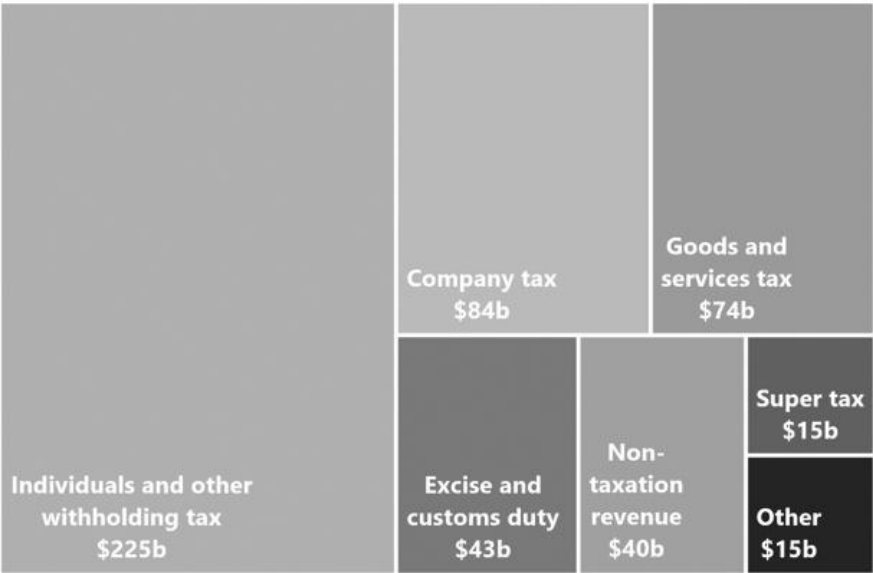 Individuals and other
withholding tax
$225b
Company tax
$84b
Goods and
services tax
$74b
Excise and
customs duty
$43b
Non-
taxation
revenue
$40b
Super tax
$15b
Other
$15b